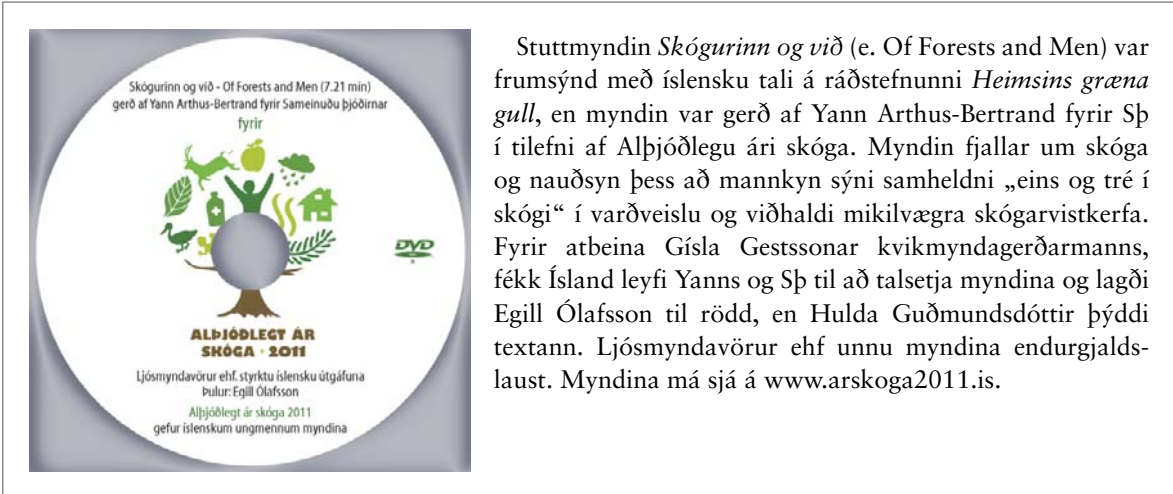 Skógurinn og við - Of Forests and Men (7.21 mín)
gerð af Yann Arthus-Bertrand fyrir Sameinuðu þjóðirnar
fyrir
DVD
ALÞJÓÐLEGT ÁR
SKÓGA · 2011
Ljósmyndavörur ehf. styrktu íslensku útgáfuna
Þulur: Egill Ólafsson
Alþjóðlegt ár skóga 2011
gefur íslenskum ungmennum myndina
Stuttmyndin Skógurinn og við (e. Of Forests and Men) var
frumsýnd með íslensku tali á ráðstefnunni Heimsins græna
gull, en myndin var gerð af Yann Arthus-Bertrand fyrir Sþ
í tilefni af Alþjóðlegu ári skóga. Myndin fjallar um skóga
og nauðsyn þess að mannkyn sýni samheldni „eins og tré í
skógi“ í varðveislu og viðhaldi mikilvægra skógarvistkerfa.
Fyrir atbeina Gísla Gestssonar kvikmyndagerðarmanns,
fékk Ísland leyfi Yanns og Sþ til að talsetja myndina og lagði
Egill Ólafsson til rödd, en Hulda Guðmundsdóttir þýddi
textann. Ljósmyndavörur ehf unnu myndina endurgjalds-
laust. Myndina má sjá á www.arskoga2011.is.